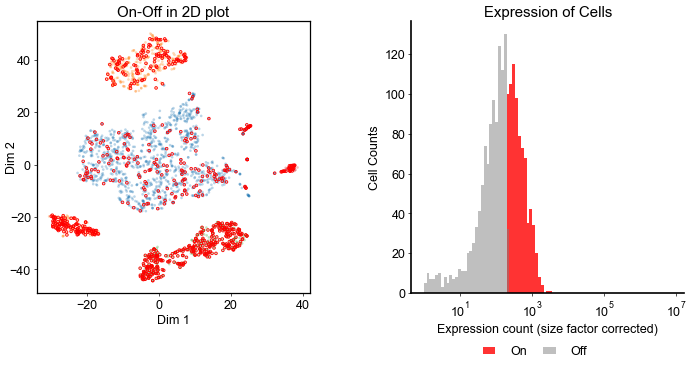 On-Off in 2D plot
Dim 2
40
20
0
−20
−40
−20
0
20
40
Dim 1
Expression of Cells
Cell Counts
120
100
80
60
40
20
0
10^1
10^3
10^5
10^7
Expression count (size factor corrected)
On Off